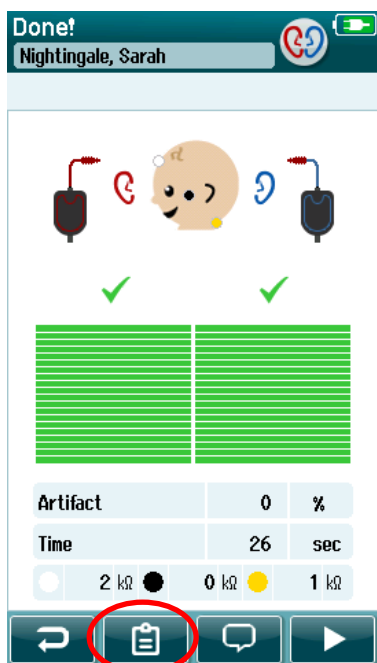 Done!
Nightingale, Sarah
Artifact 0 %
Time 26 sec
2 kΩ 0 kΩ 1 kΩ